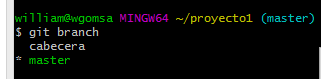 william@wgomsa MINGW64 ~/proyecto1 (master)
$ git branch
  cabecera
* master